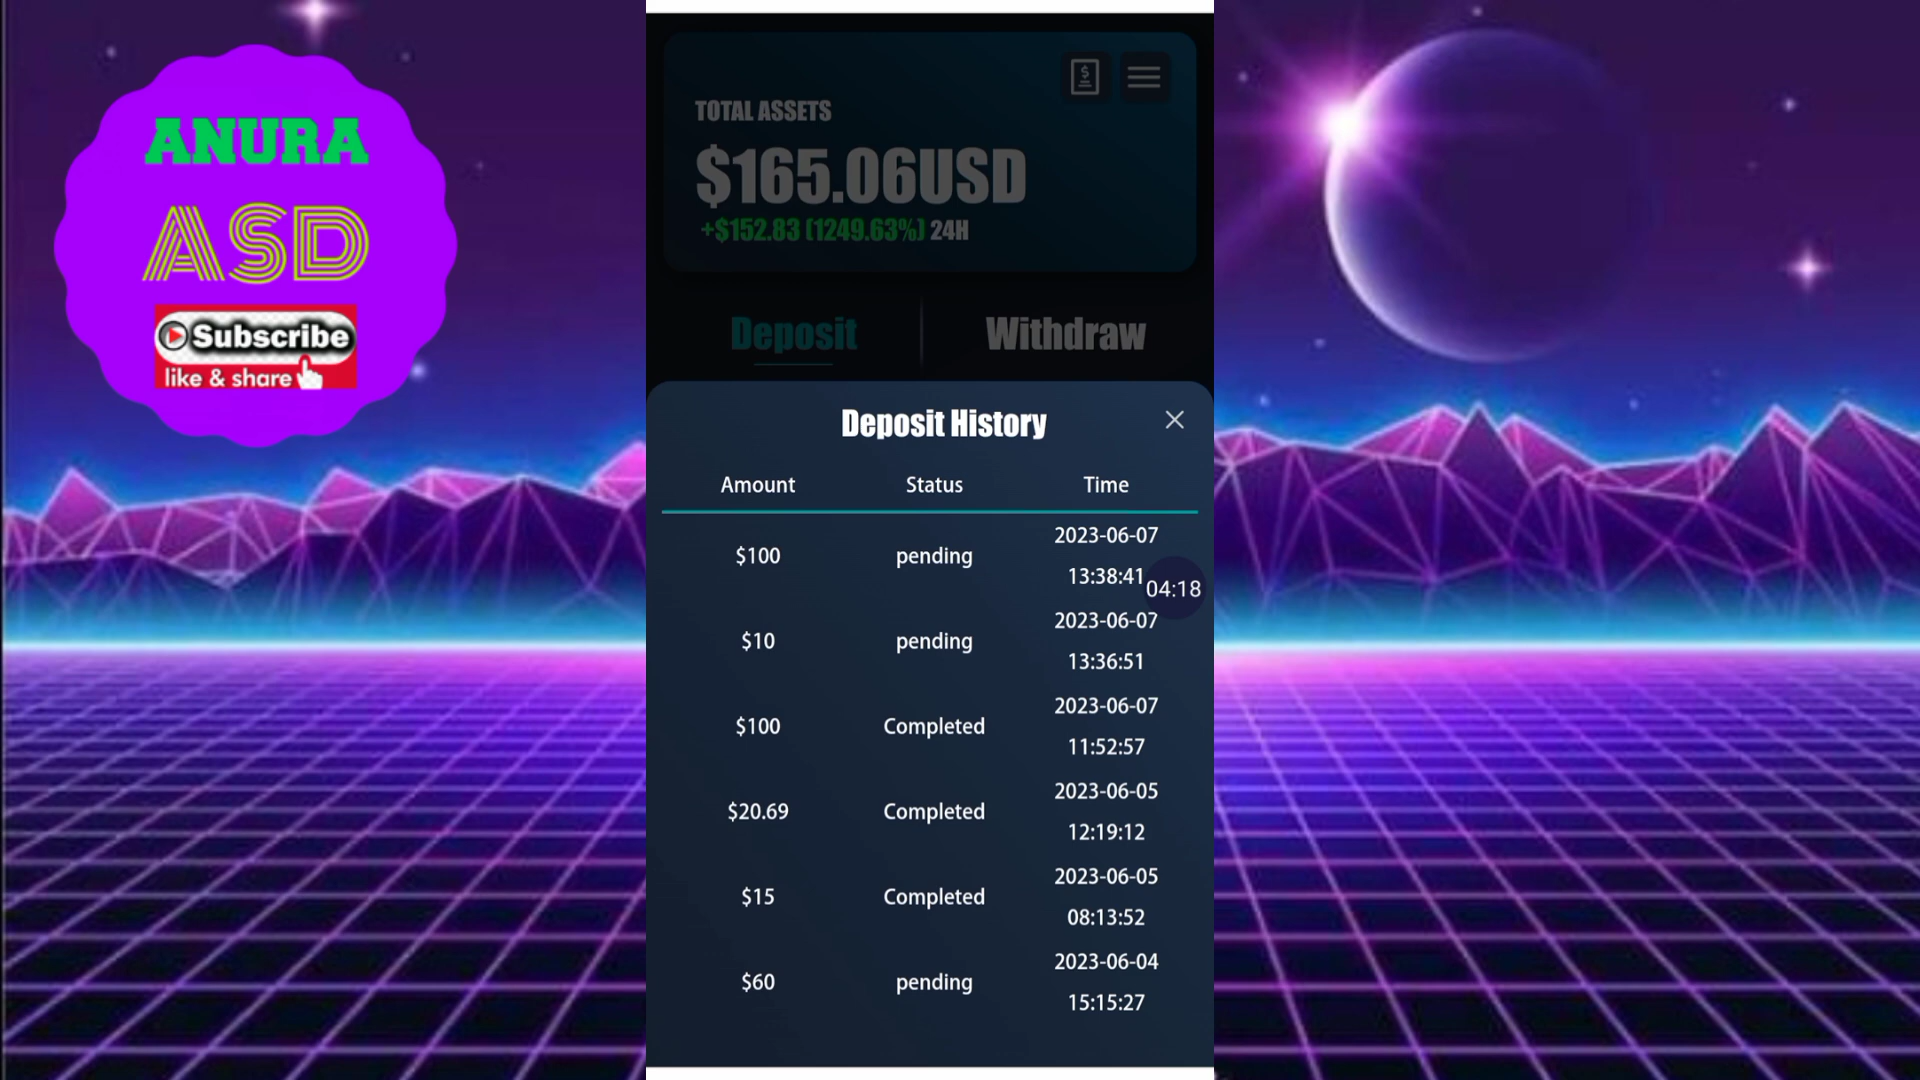 ANURA
ASD
Subscribe
like & share
TOTAL ASSETS
$165.06USD
+$152.83 (1249.63%) 24H
Deposit Withdraw
Deposit History
Amount Status Time
$100 pending 2023-06-07
13:38:41
04:18
$10 pending 2023-06-07
13:36:51
$100 Completed 2023-06-07
11:52:57
$20.69 Completed 2023-06-05
12:19:12
$15 Completed 2023-06-05
08:13:52
$60 pending 2023-06-04
15:15:27